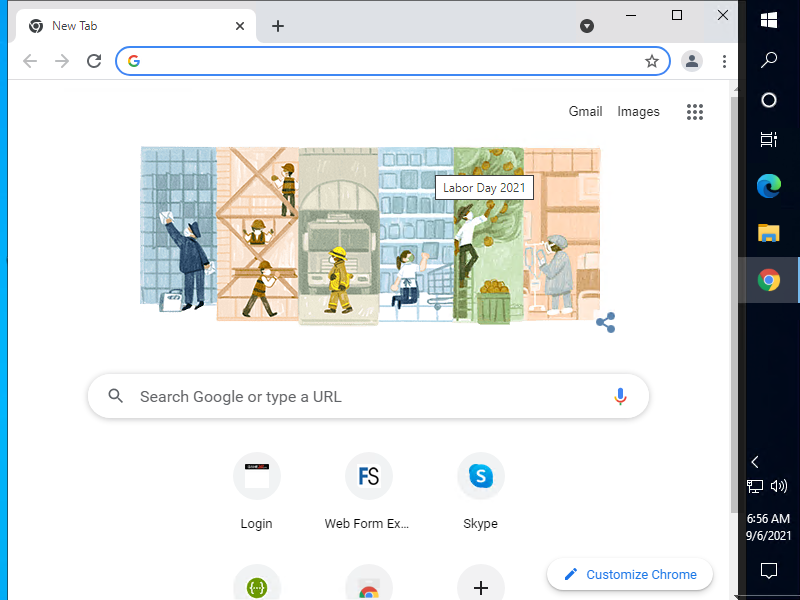 New Tab
Gmail
Images
Labor Day 2021
Search Google or type a URL
FS
Login
Web Form Ex...
Skype
Customize Chrome
6:56 AM
9/6/2021